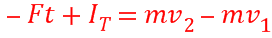 – Ft + I_T = mv_2 – mv_1